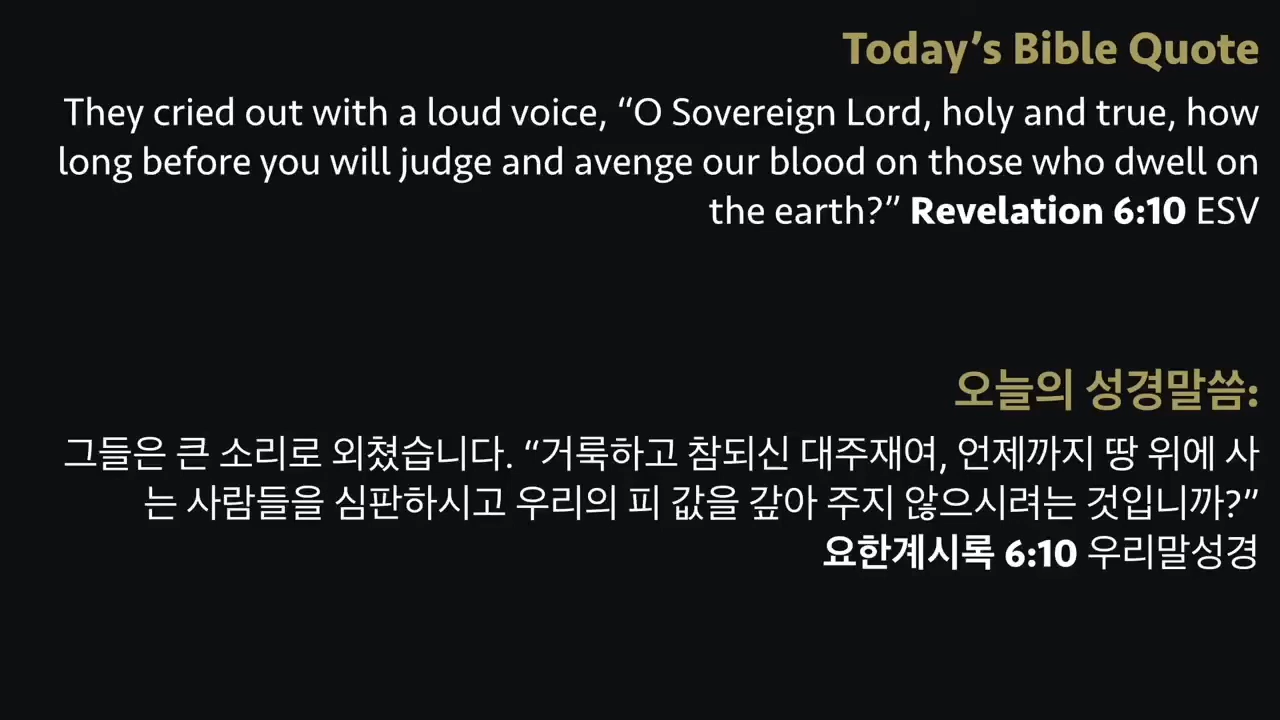 Today’s Bible Quote
They cried out with a loud voice, “O Sovereign Lord, holy and true, how
long before you will judge and avenge our blood on those who dwell on
the earth?” Revelation 6:10 ESV
오늘의 성경말씀:
그들은 큰 소리로 외쳤습니다. “거룩하고 참되신 대주재여, 언제까지 땅 위에 사
는 사람들을 심판하시고 우리의 피 값을 갚아 주지 않으시려는 것입니까?”
요한계시록 6:10 우리말성경